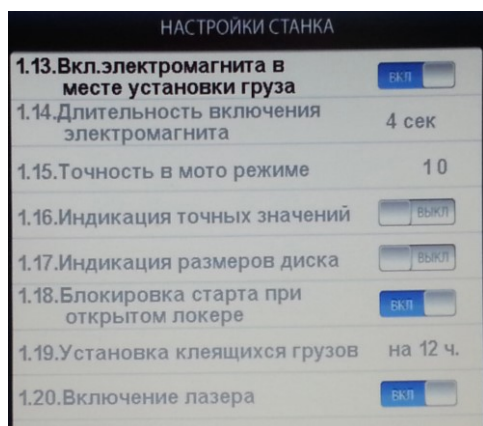 НАСТРОЙКИ СТАНКА
1.13.Вкл.электромагнита в
месте установки груза
ВКЛ
1.14.Длительность включения
электромагнита
4 сек
1.15.Точность в мото режиме
10
1.16.Индикация точных значений
ВЫКЛ
1.17.Индикация размеров диска
ВЫКЛ
1.18.Блокировка старта при
открытом локере
ВКЛ
1.19.Установка клеящихся грузов
на 12 ч.
1.20.Включение лазера
ВКЛ